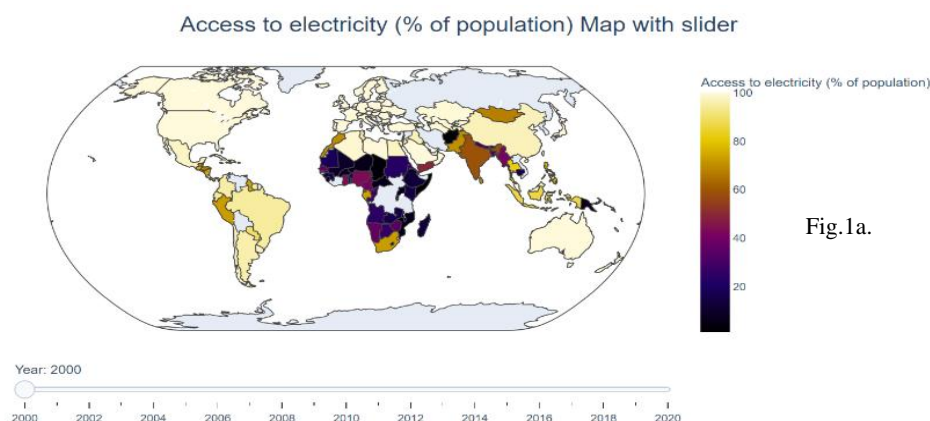 Access to electricity (% of population) Map with slider
Access to electricity (% of population)
100
80
60
40
20
Fig.1a.
Year: 2000
2000 2002 2004 2006 2008 2010 2012 2014 2016 2018 2020